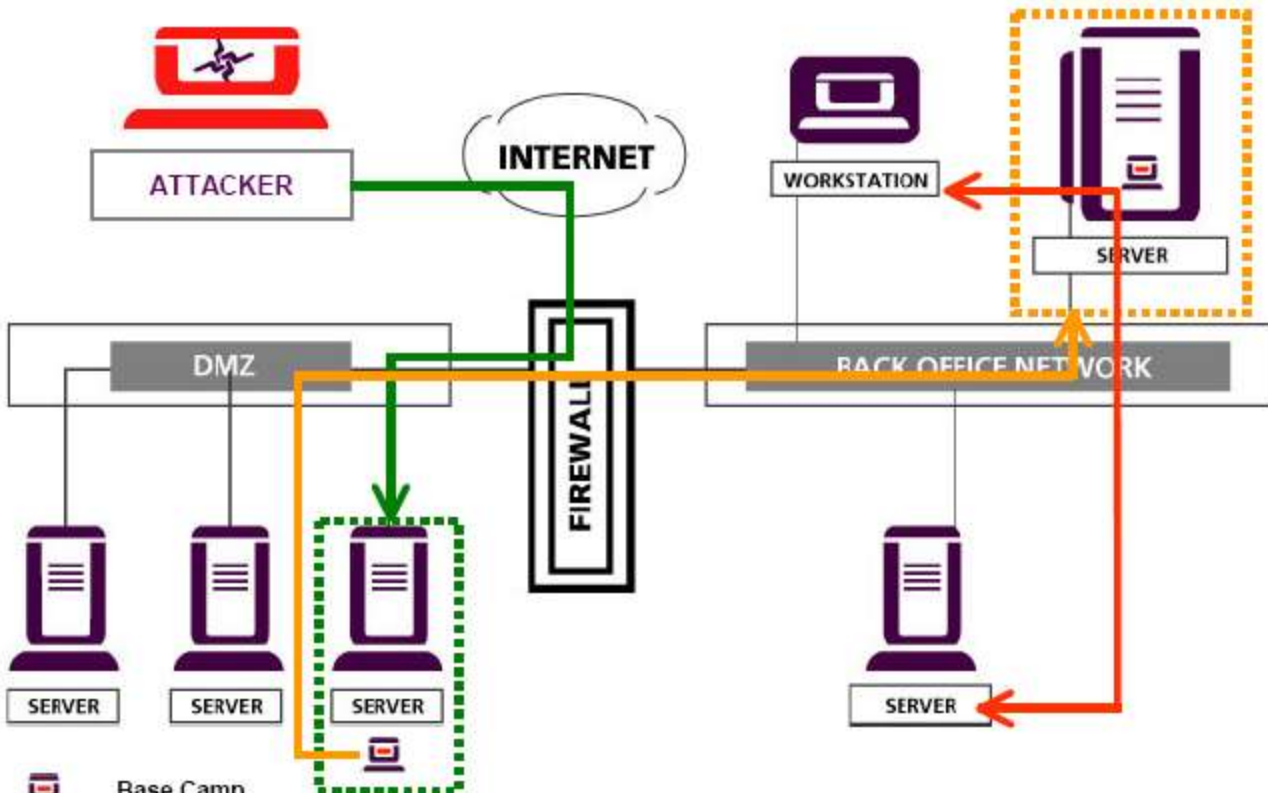 INTERNET
ATTACKER
WORKSTATION
SERVER
DMZ
BACK OFFICE NETWORK
FIREWALL
SERVER
SERVER
SERVER
SERVER
Base Camp